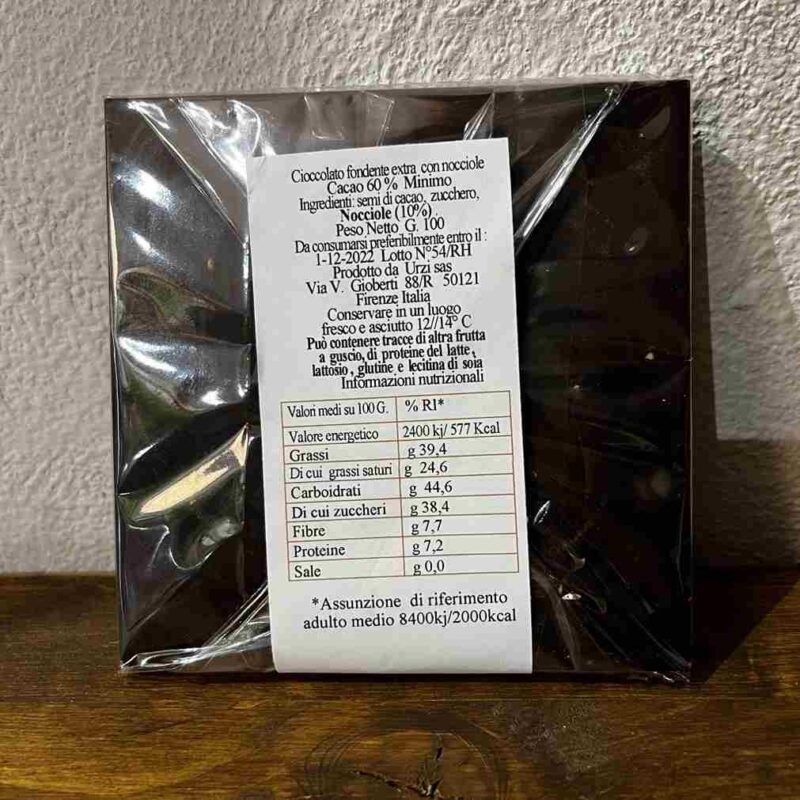 Cioccolato fondente extra con nocciole
Cacao 60 % Minimo
Ingredienti: semi di cacao, zucchero,
Nocciole (10%).
Peso Netto G. 100
Da consumarsi preferibilmente entro il :
1-12-2022 Lotto N°54/RH
Prodotto da Urzi sas
Via V. Gioberti 88/R 50121
Firenze Italia
Conservare in un luogo
fresco e asciutto 12//14° C
Può contenere tracce di altra frutta
a guscio, di proteine del latte,
lattosio, glutine e lecitina di soia
Informazioni nutrizionali
Valori medi su 100 G. % RI*
Valore energetico 2400 kj/ 577 Kcal
Grassi g 39,4
Di cui grassi saturi g 24,6
Carboidrati g 44,6
Di cui zuccheri g 38,4
Fibre g 7,7
Proteine g 7,2
Sale g 0,0
*Assunzione di riferimento
adulto medio 8400kj/2000kcal